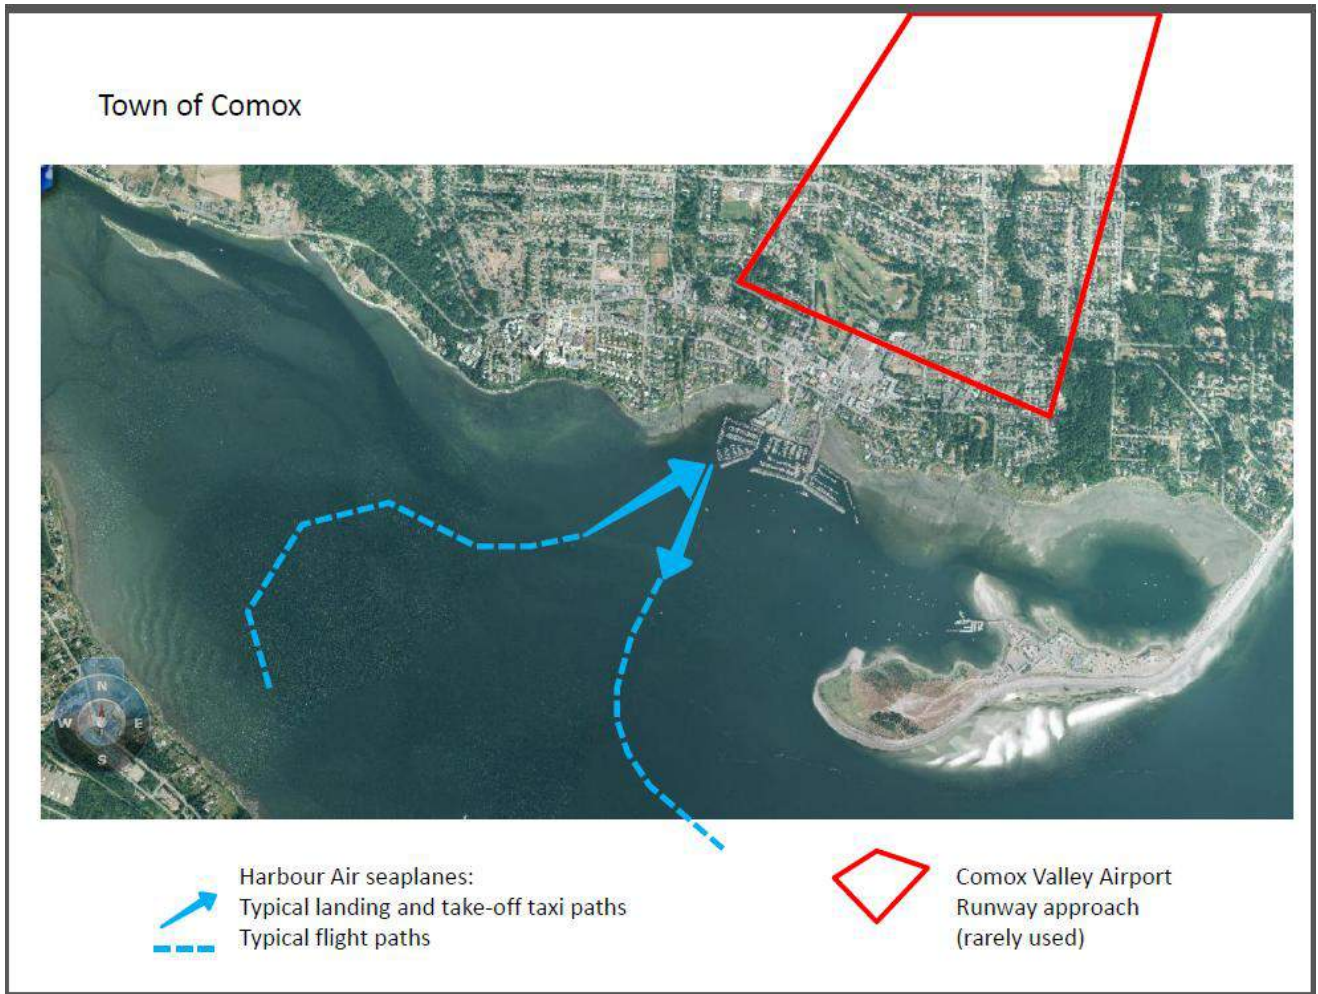 Town of Comox
N
W E
S
Harbour Air seaplanes:
Typical landing and take-off taxi paths
Typical flight paths
Comox Valley Airport
Runway approach
(rarely used)